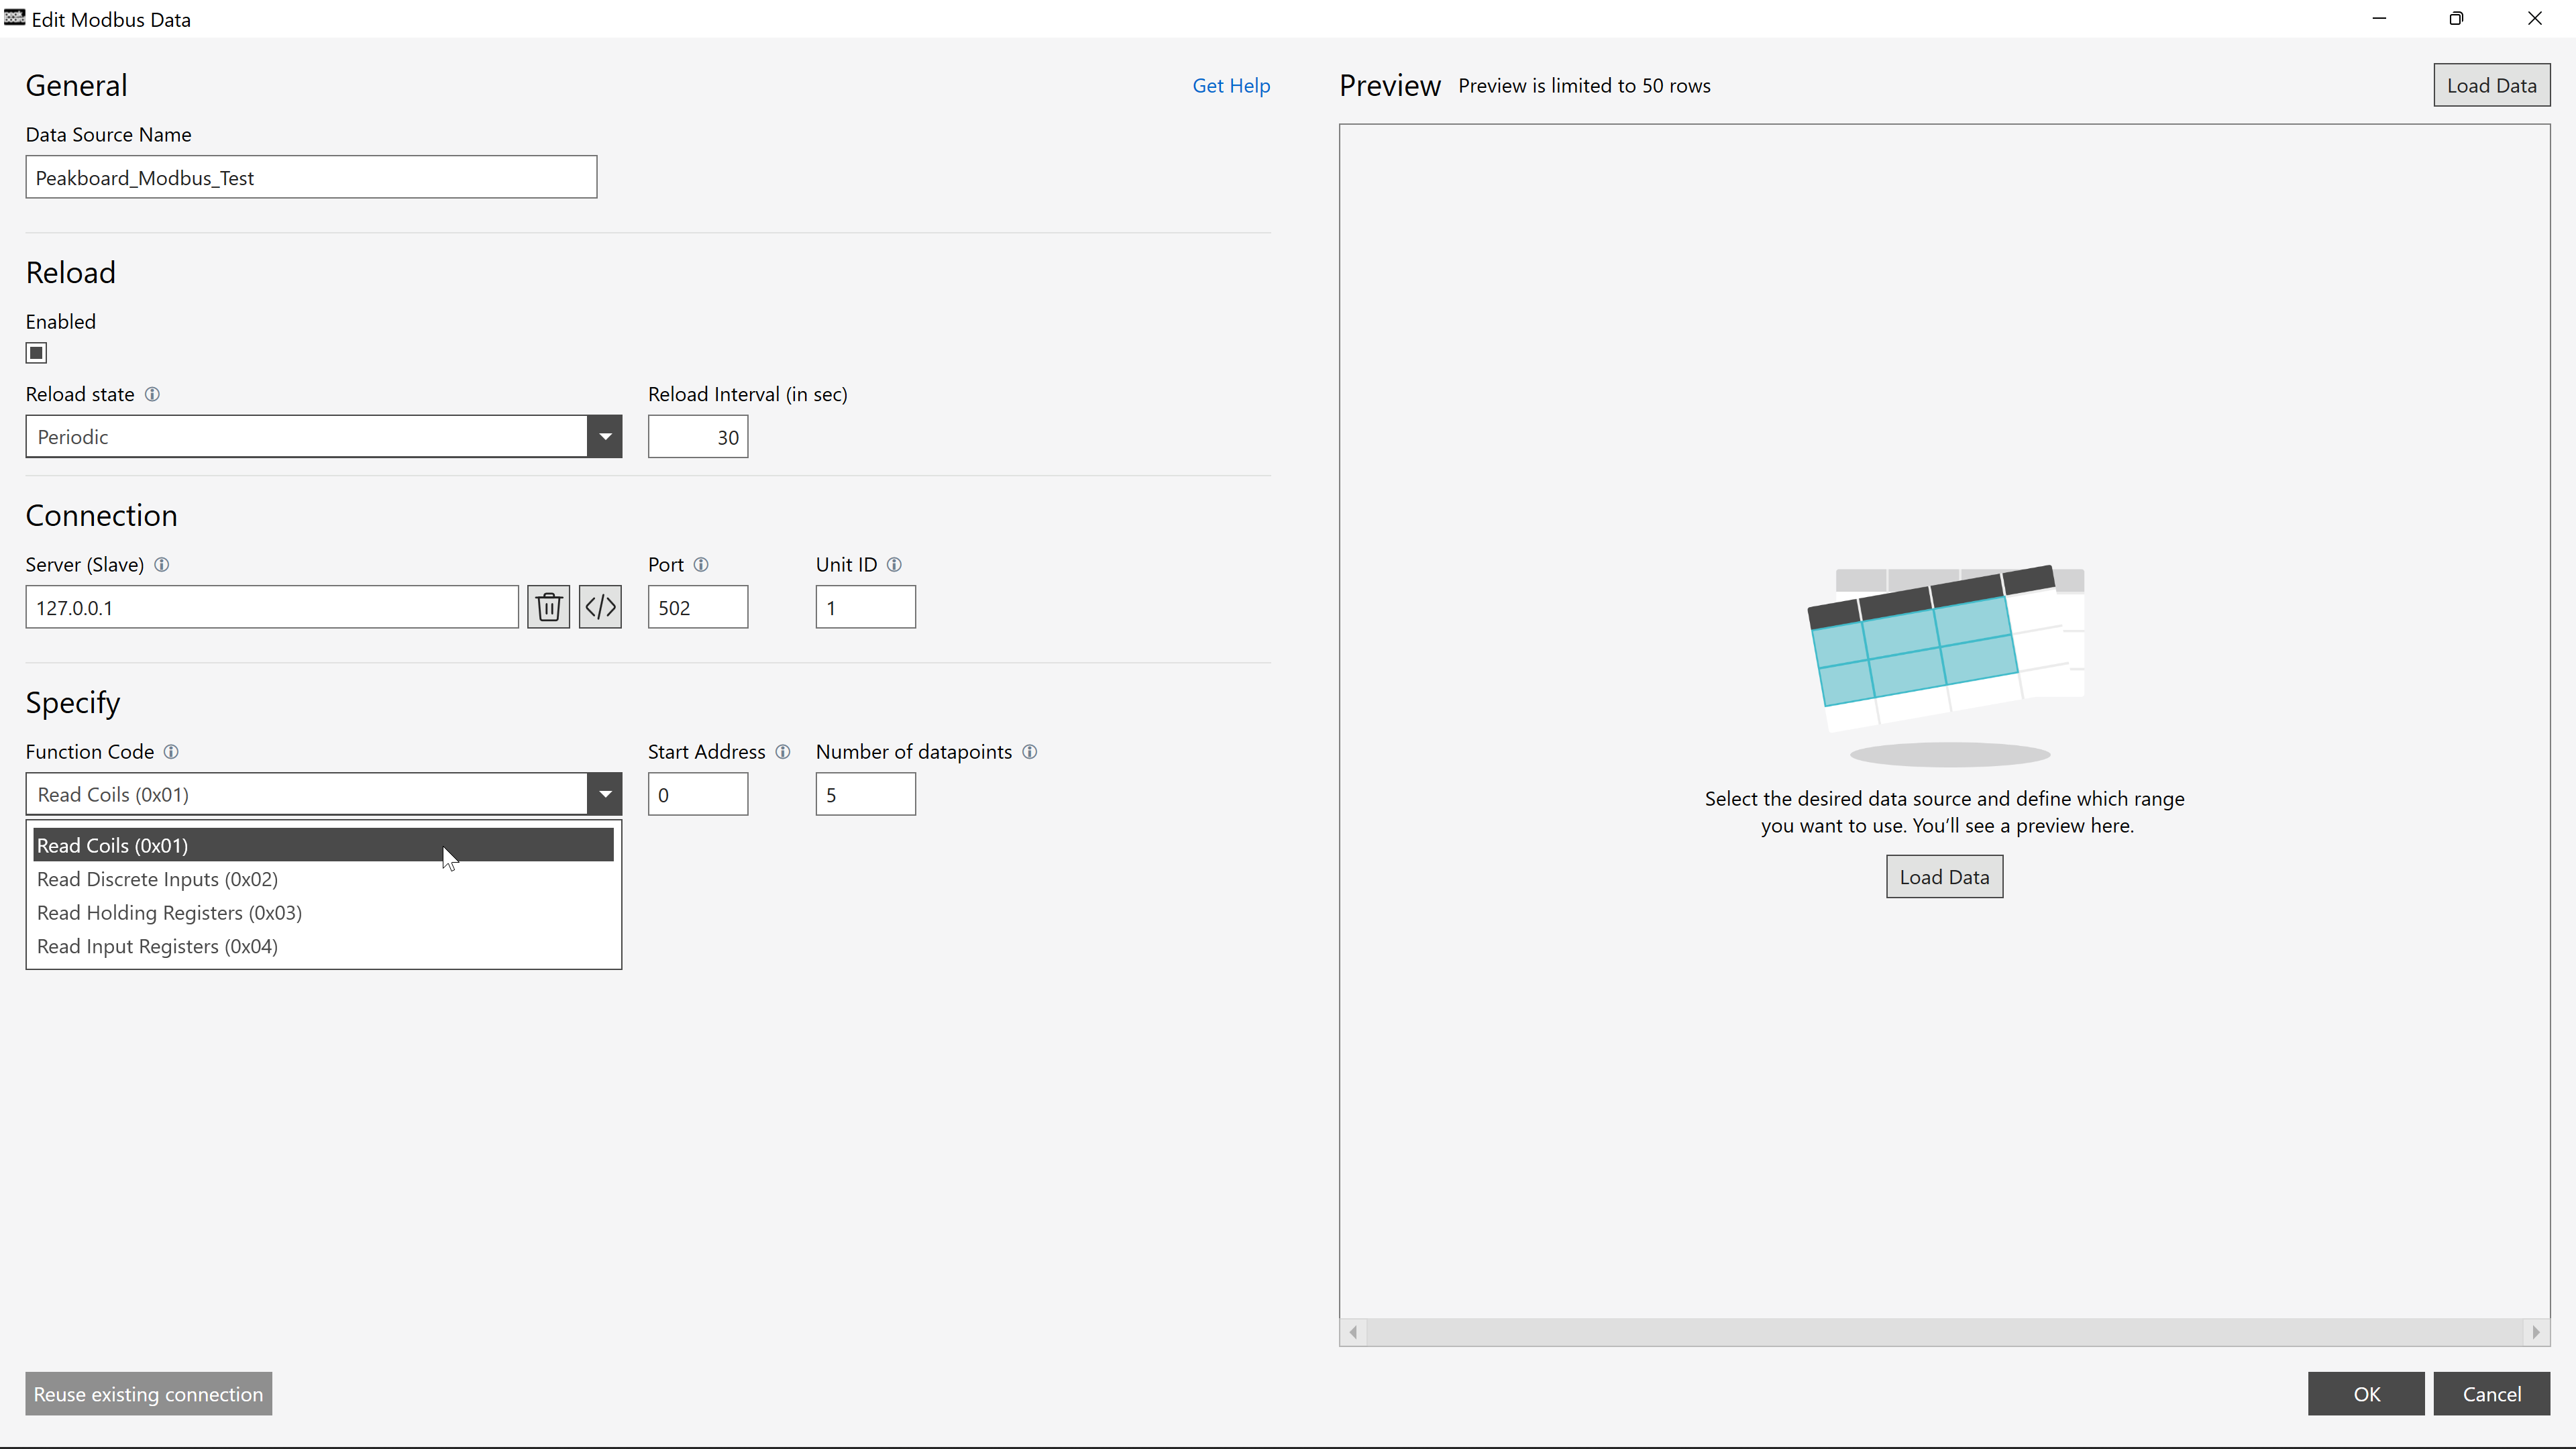 Edit Modbus Data
General
Get Help
Data Source Name
Peakboard_Modbus_Test
Reload
Enabled
Reload state
Reload Interval (in sec)
Periodic
30
Connection
Server (Slave)
Port
Unit ID
127.0.0.1
502
1
Specify
Function Code
Start Address
Number of datapoints
Read Coils (0x01)
0
5
Read Coils (0x01)
Read Discrete Inputs (0x02)
Read Holding Registers (0x03)
Read Input Registers (0x04)
Reuse existing connection
Preview Preview is limited to 50 rows
Load Data
Select the desired data source and define which range
you want to use. You'll see a preview here.
Load Data
OK
Cancel